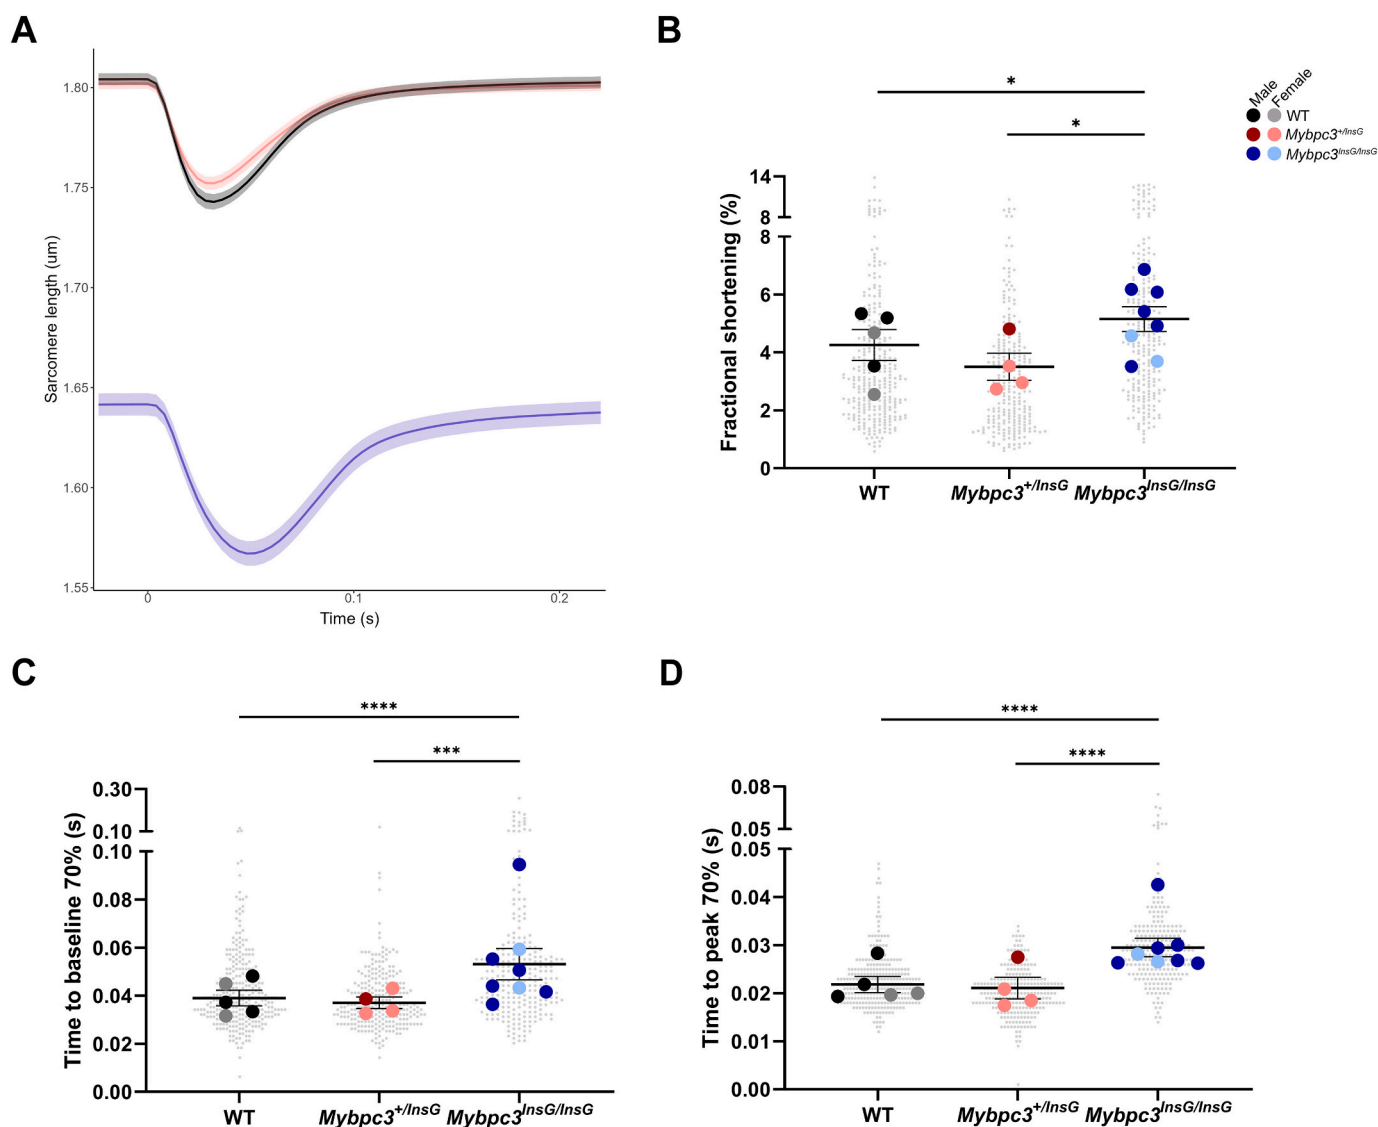 A
1.80
1.75
1.70
1.65
1.60
1.55
Sarcomere length (um)
0
0.1
0.2
Time (s)
B
*
*
Male
Female
WT
Mybpc3+/InsG
Mybpc3InsG/InsG
14
8
8
6
4
2
0
Fractional shortening (%)
WT
Mybpc3+/InsG
Mybpc3InsG/InsG
C
****
***
0.30
0.10
0.10
0.08
0.06
0.04
0.02
0.00
Time to baseline 70% (s)
WT
Mybpc3+/InsG
Mybpc3InsG/InsG
D
****
****
0.08
0.05
0.05
0.04
0.03
0.02
0.01
0.00
Time to peak 70% (s)
WT
Mybpc3+/InsG
Mybpc3InsG/InsG